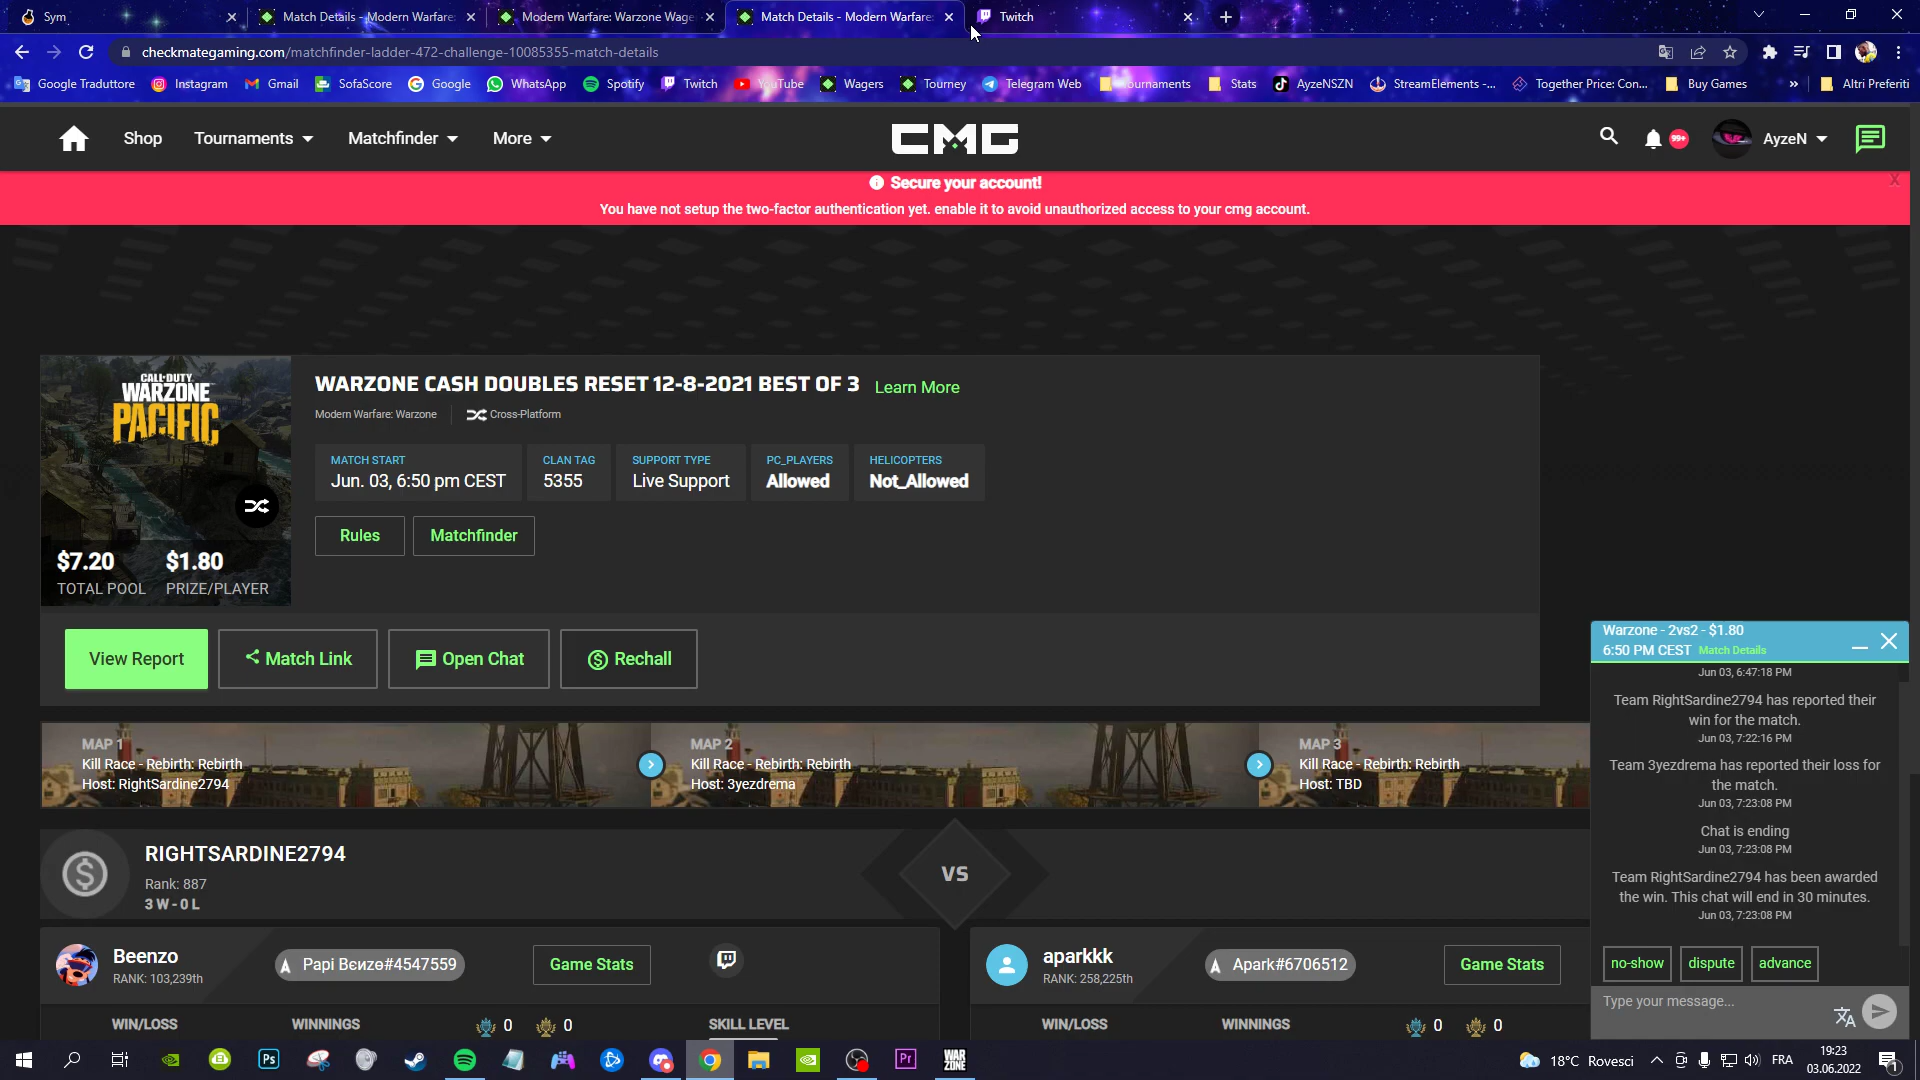 Sym
Match Details - Modern Warfare:
Modern Warfare: Warzone Wage
Match Details - Modern Warfare:
Twitch
checkmategaming.com/matchfinder-ladder-472-challenge-10085355-match-details
Google Traduttore
Instagram
Gmail
SofaScore
Google
WhatsApp
Spotify
Twitch
YouTube
Wagers
Tourney
Telegram Web
Tournaments
Stats
AyzeNSZN
StreamElements -...
Together Price: Con...
Buy Games
»
Altri Preferiti
Shop
Tournaments
Matchfinder
More
CMG
99+
AyzeN
Secure your account!
X
You have not setup the two-factor authentication yet. enable it to avoid unauthorized access to your cmg account.
CALL·DUTY
WARZONE
PACIFIC
$7.20
TOTAL POOL
$1.80
PRIZE/PLAYER
WARZONE CASH DOUBLES RESET 12-8-2021 BEST OF 3
Learn More
Modern Warfare: Warzone
Cross-Platform
MATCH START
Jun. 03, 6:50 pm CEST
CLAN TAG
5355
SUPPORT TYPE
Live Support
PC_PLAYERS
Allowed
HELICOPTERS
Not_Allowed
Rules
Matchfinder
View Report
Match Link
Open Chat
Rechall
MAP 1
Kill Race - Rebirth: Rebirth
Host: RightSardine2794
MAP 2
Kill Race - Rebirth: Rebirth
Host: 3yezdrema
MAP 3
Kill Race - Rebirth: Rebirth
Host: TBD
RIGHTSARDINE2794
Rank: 887
3 W - 0 L
VS
Beenzo
RANK: 103,239th
Papi Bєиzѳ#4547559
Game Stats
aparkkk
RANK: 258,225th
Apark#6706512
Game Stats
WIN/LOSS
WINNINGS
0
0
SKILL LEVEL
WIN/LOSS
WINNINGS
0
0
Warzone - 2vs2 - $1.80
6:50 PM CEST
Match Details
Jun 03, 6:47:18 PM
Team RightSardine2794 has reported their
win for the match.
Jun 03, 7:22:16 PM
Team 3yezdrema has reported their loss for
the match.
Jun 03, 7:23:08 PM
Chat is ending
Jun 03, 7:23:08 PM
Team RightSardine2794 has been awarded
the win. This chat will end in 30 minutes.
Jun 03, 7:23:08 PM
no-show
dispute
advance
Type your message...
Ps
Pr
WAR
ZONE
18°C Rovesci
FRA
19:23
03.06.2022
1